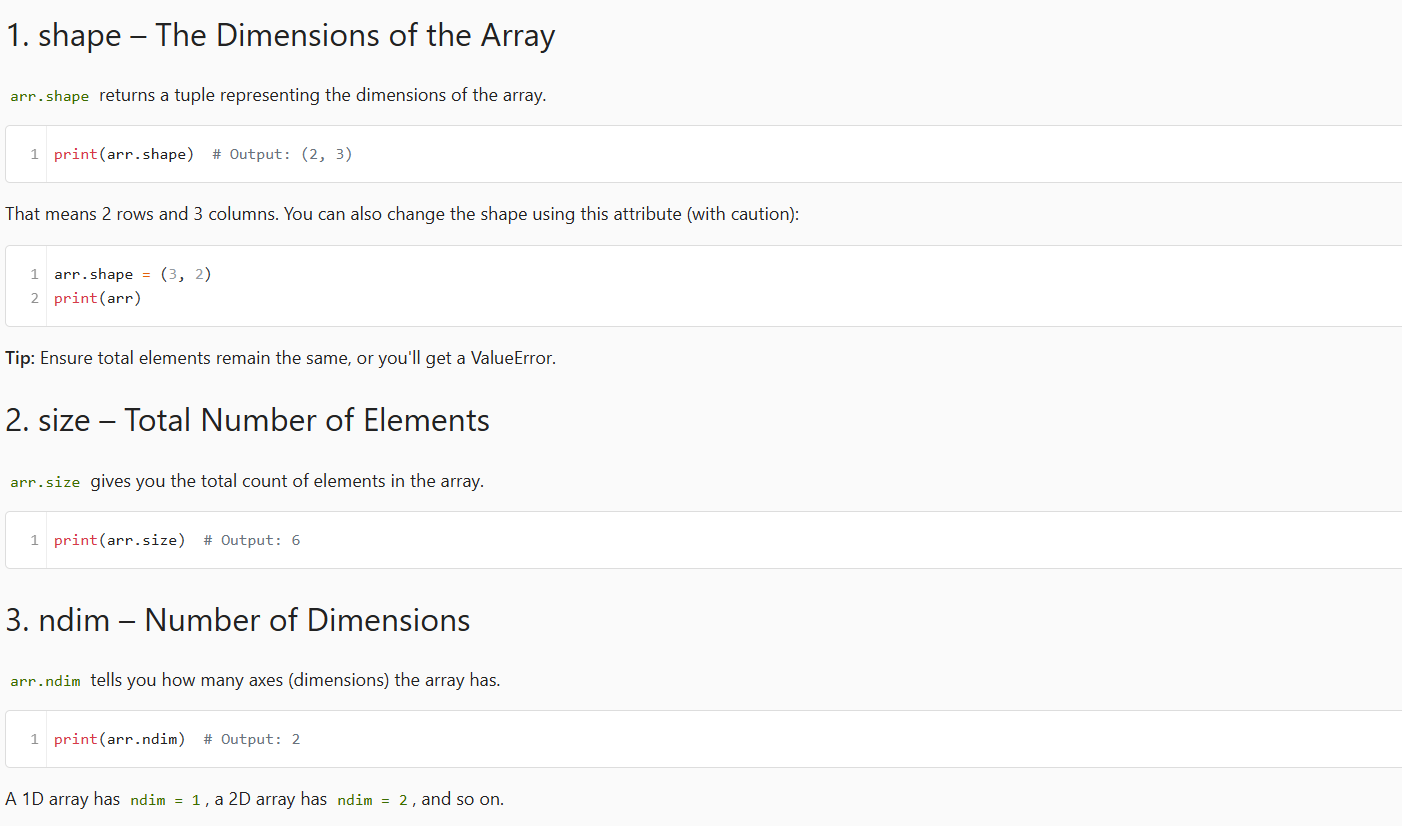 1. shape – The Dimensions of the Array
arr.shape returns a tuple representing the dimensions of the array.
1 print(arr.shape)  # Output: (2, 3)
That means 2 rows and 3 columns. You can also change the shape using this attribute (with caution):
1 arr.shape = (3, 2)
2 print(arr)
Tip: Ensure total elements remain the same, or you'll get a ValueError.
2. size – Total Number of Elements
arr.size gives you the total count of elements in the array.
1 print(arr.size)  # Output: 6
3. ndim – Number of Dimensions
arr.ndim tells you how many axes (dimensions) the array has.
1 print(arr.ndim)  # Output: 2
A 1D array has ndim = 1, a 2D array has ndim = 2, and so on.